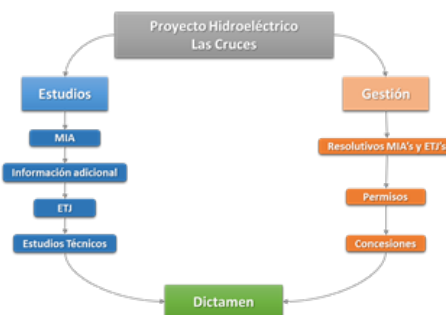 Proyecto Hidroeléctrico
Las Cruces
Estudios
MIA
Información adicional
ETJ
Estudios Técnicos
Gestión
Resolutivos MIA's y ETJ's
Permisos
Concesiones
Dictamen